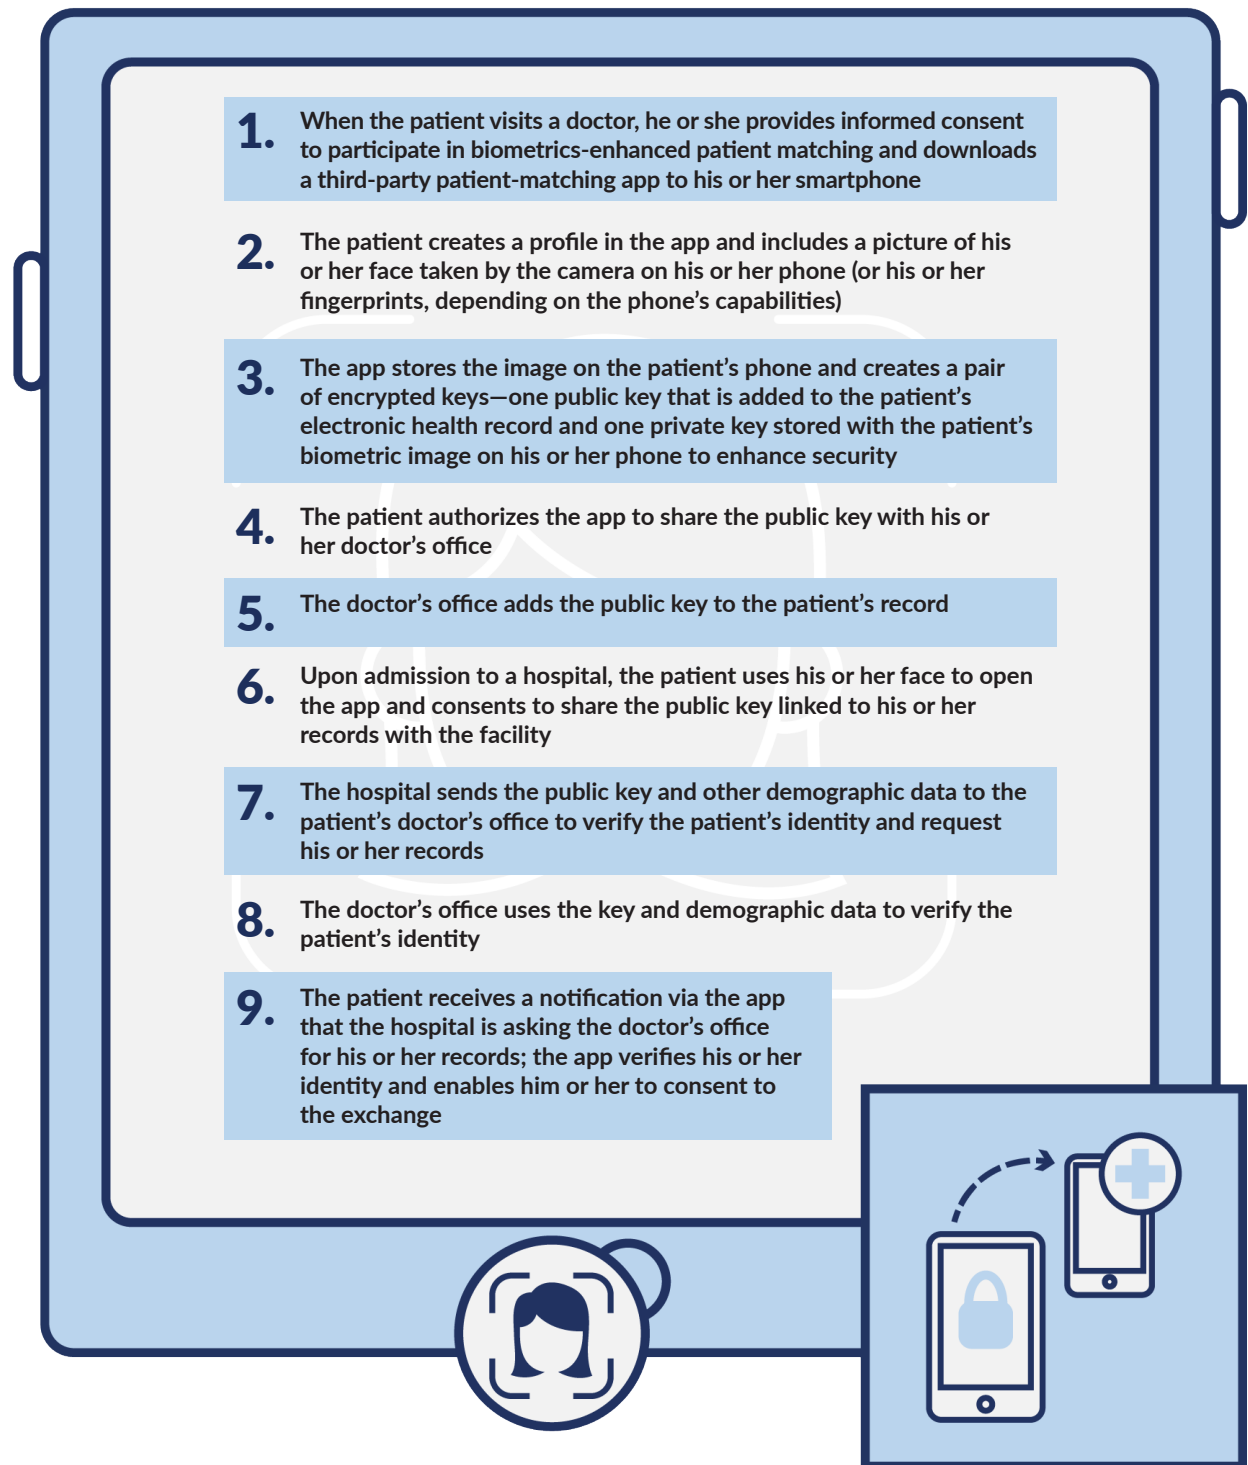 1. When the patient visits a doctor, he or she provides informed consent
to participate in biometrics-enhanced patient matching and downloads
a third-party patient-matching app to his or her smartphone
2. The patient creates a profile in the app and includes a picture of his
or her face taken by the camera on his or her phone (or his or her
fingerprints, depending on the phone’s capabilities)
3. The app stores the image on the patient’s phone and creates a pair
of encrypted keys—one public key that is added to the patient’s
electronic health record and one private key stored with the patient’s
biometric image on his or her phone to enhance security
4. The patient authorizes the app to share the public key with his or
her doctor’s office
5. The doctor’s office adds the public key to the patient’s record
6. Upon admission to a hospital, the patient uses his or her face to open
the app and consents to share the public key linked to his or her
records with the facility
7. The hospital sends the public key and other demographic data to the
patient’s doctor’s office to verify the patient’s identity and request
his or her records
8. The doctor’s office uses the key and demographic data to verify the
patient’s identity
9. The patient receives a notification via the app
that the hospital is asking the doctor’s office
for his or her records; the app verifies his or her
identity and enables him or her to consent to
the exchange